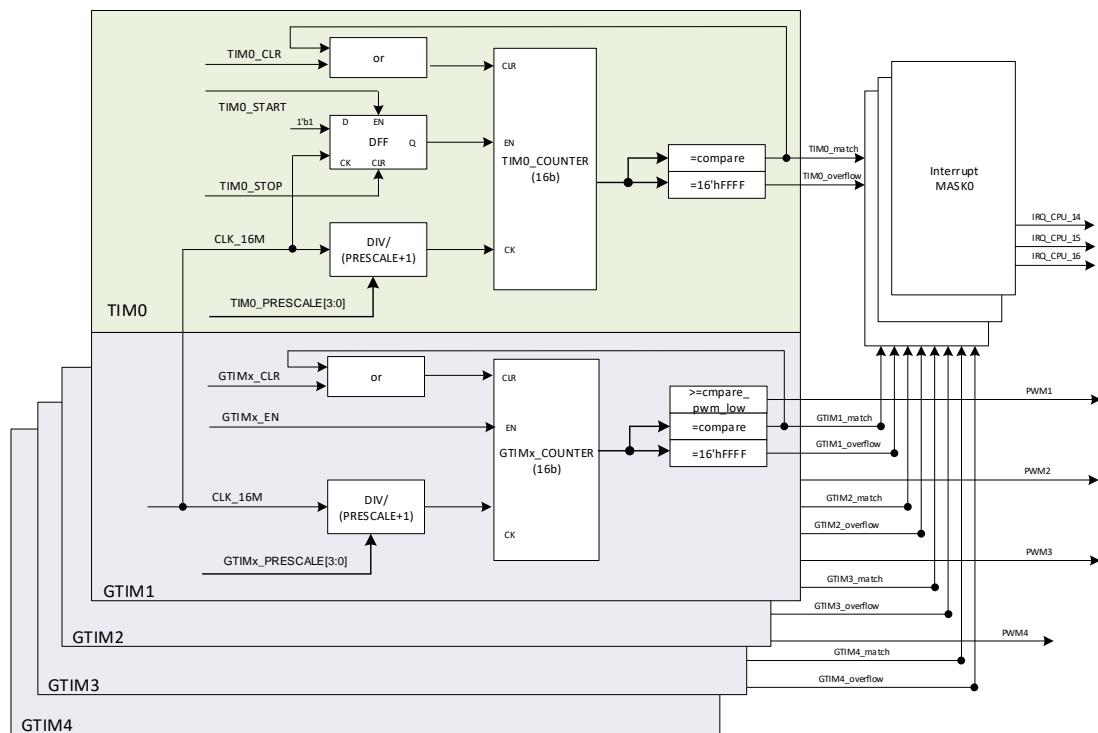 TIM0_CLR
or
CLR
TIM0_START
1'b1
D
EN
DFF
Q
CK
CLR
EN
TIM0_COUNTER
(16b)
TIM0_STOP
=compare
=16'hFFFF
TIM0_match
TIM0_overflow
Interrupt
MASK0
IRQ_CPU_14
IRQ_CPU_15
IRQ_CPU_16
CLK_16M
DIV/
(PRESCALE+1)
CK
TIM0_PRESCALE[3:0]
TIM0
GTIMx_CLR
or
CLR
GTIMx_EN
EN
GTIMx_COUNTER
(16b)
>=cmpare_
pwm_low
=compare
=16'hFFFF
PWM1
GTIM1_match
GTIM1_overflow
PWM2
CLK_16M
DIV/
(PRESCALE+1)
CK
GTIM2_match
GTIM2_overflow
PWM3
GTIMx_PRESCALE[3:0]
GTIM1
GTIM3_match
GTIM3_overflow
GTIM2
PWM4
GTIM4_match
GTIM3
GTIM4_overflow
GTIM4